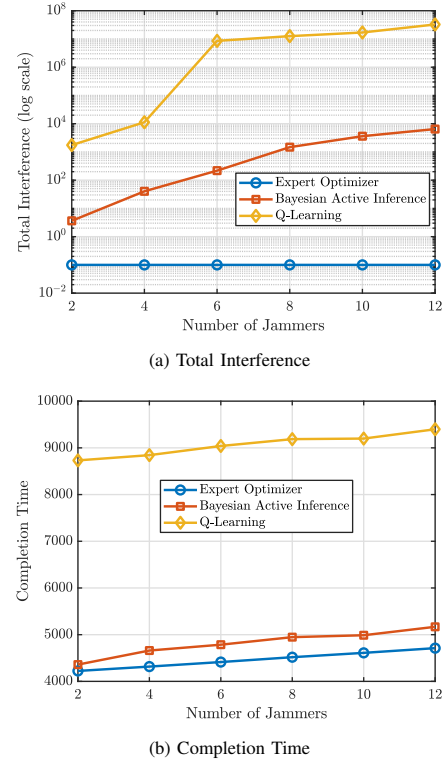 10^8
10^6
10^4
10^2
10^0
10^-2
Total Interference (log scale)
Expert Optimizer
Bayesian Active Inference
Q-Learning
2 4 6 8 10 12
Number of Jammers
(a) Total Interference
10000
9000
8000
7000
6000
5000
4000
Completion Time
Expert Optimizer
Bayesian Active Inference
Q-Learning
2 4 6 8 10 12
Number of Jammers
(b) Completion Time